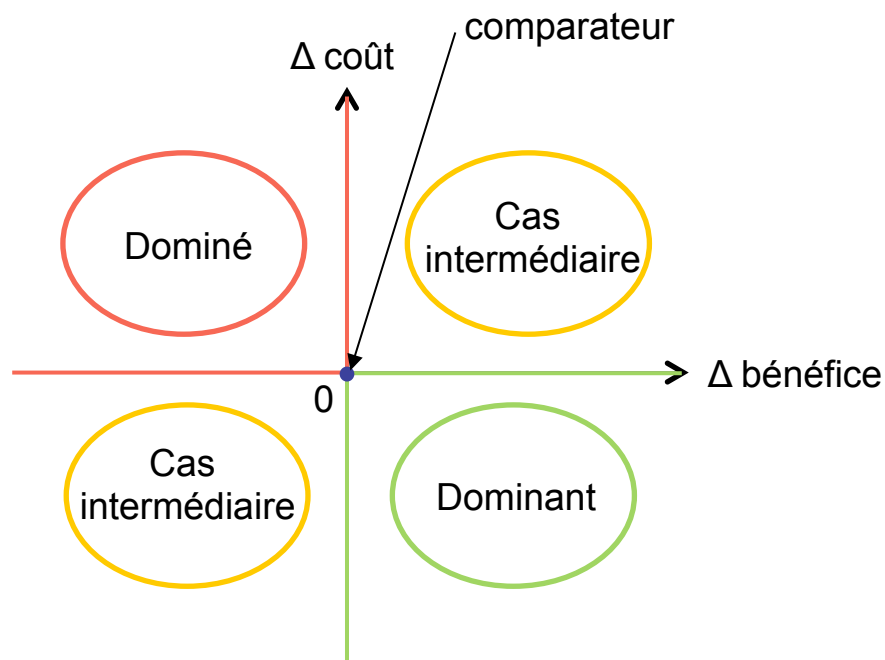 comparateur
Δ coût
Dominé
Cas
intermédiaire
Δ bénéfice
0
Cas
intermédiaire
Dominant